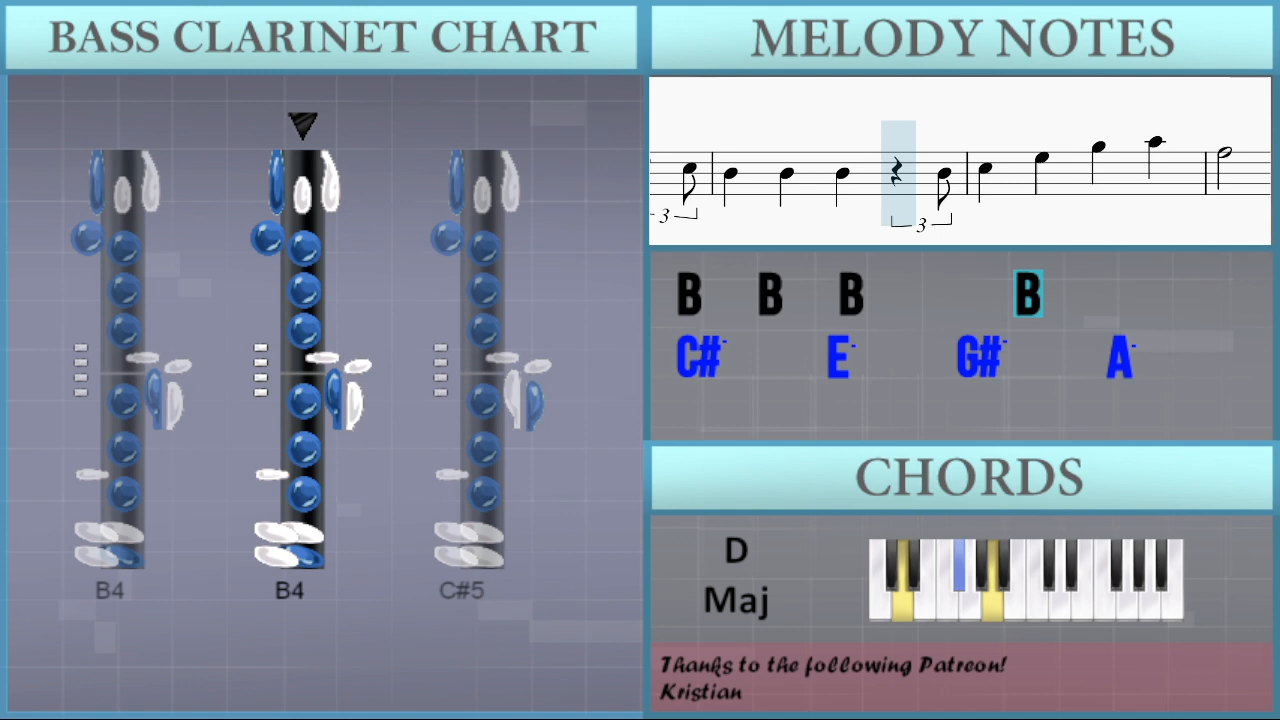 BASS CLARINET CHART
B4
B4
C#5
MELODY NOTES
3
3
B B B B
C#- E- G#- A-
CHORDS
D
Maj
Thanks to the following Patreon!
Kristian